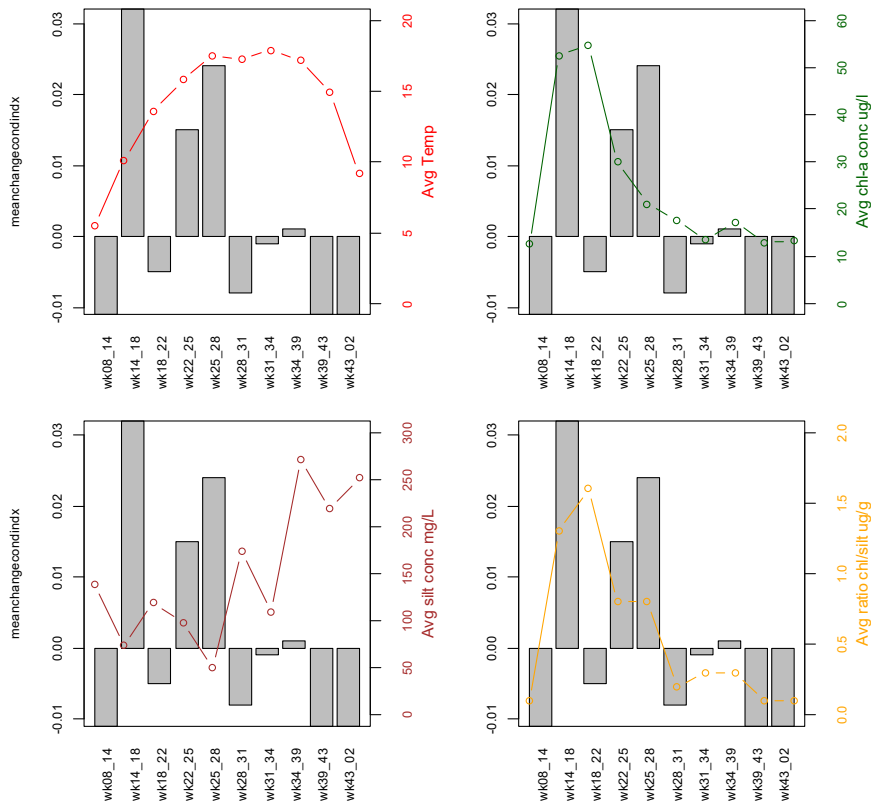 meanchangecondindx
0.03
0.02
0.01
0.00
-0.01
20
15
10
5
0
Avg Temp
wk08_14
wk14_18
wk18_22
wk22_25
wk25_28
wk28_31
wk31_34
wk34_39
wk39_43
wk43_02
0.03
0.02
0.01
0.00
-0.01
60
50
40
30
20
10
0
Avg chl-a conc ug/l
wk08_14
wk14_18
wk18_22
wk22_25
wk25_28
wk28_31
wk31_34
wk34_39
wk39_43
wk43_02
meanchangecondindx
0.03
0.02
0.01
0.00
-0.01
300
250
200
150
100
50
0
Avg silt conc mg/L
wk08_14
wk14_18
wk18_22
wk22_25
wk25_28
wk28_31
wk31_34
wk34_39
wk39_43
wk43_02
0.03
0.02
0.01
0.00
-0.01
2.0
1.5
1.0
0.5
0.0
Avg ratio chl/silt ug/g
wk08_14
wk14_18
wk18_22
wk22_25
wk25_28
wk28_31
wk31_34
wk34_39
wk39_43
wk43_02